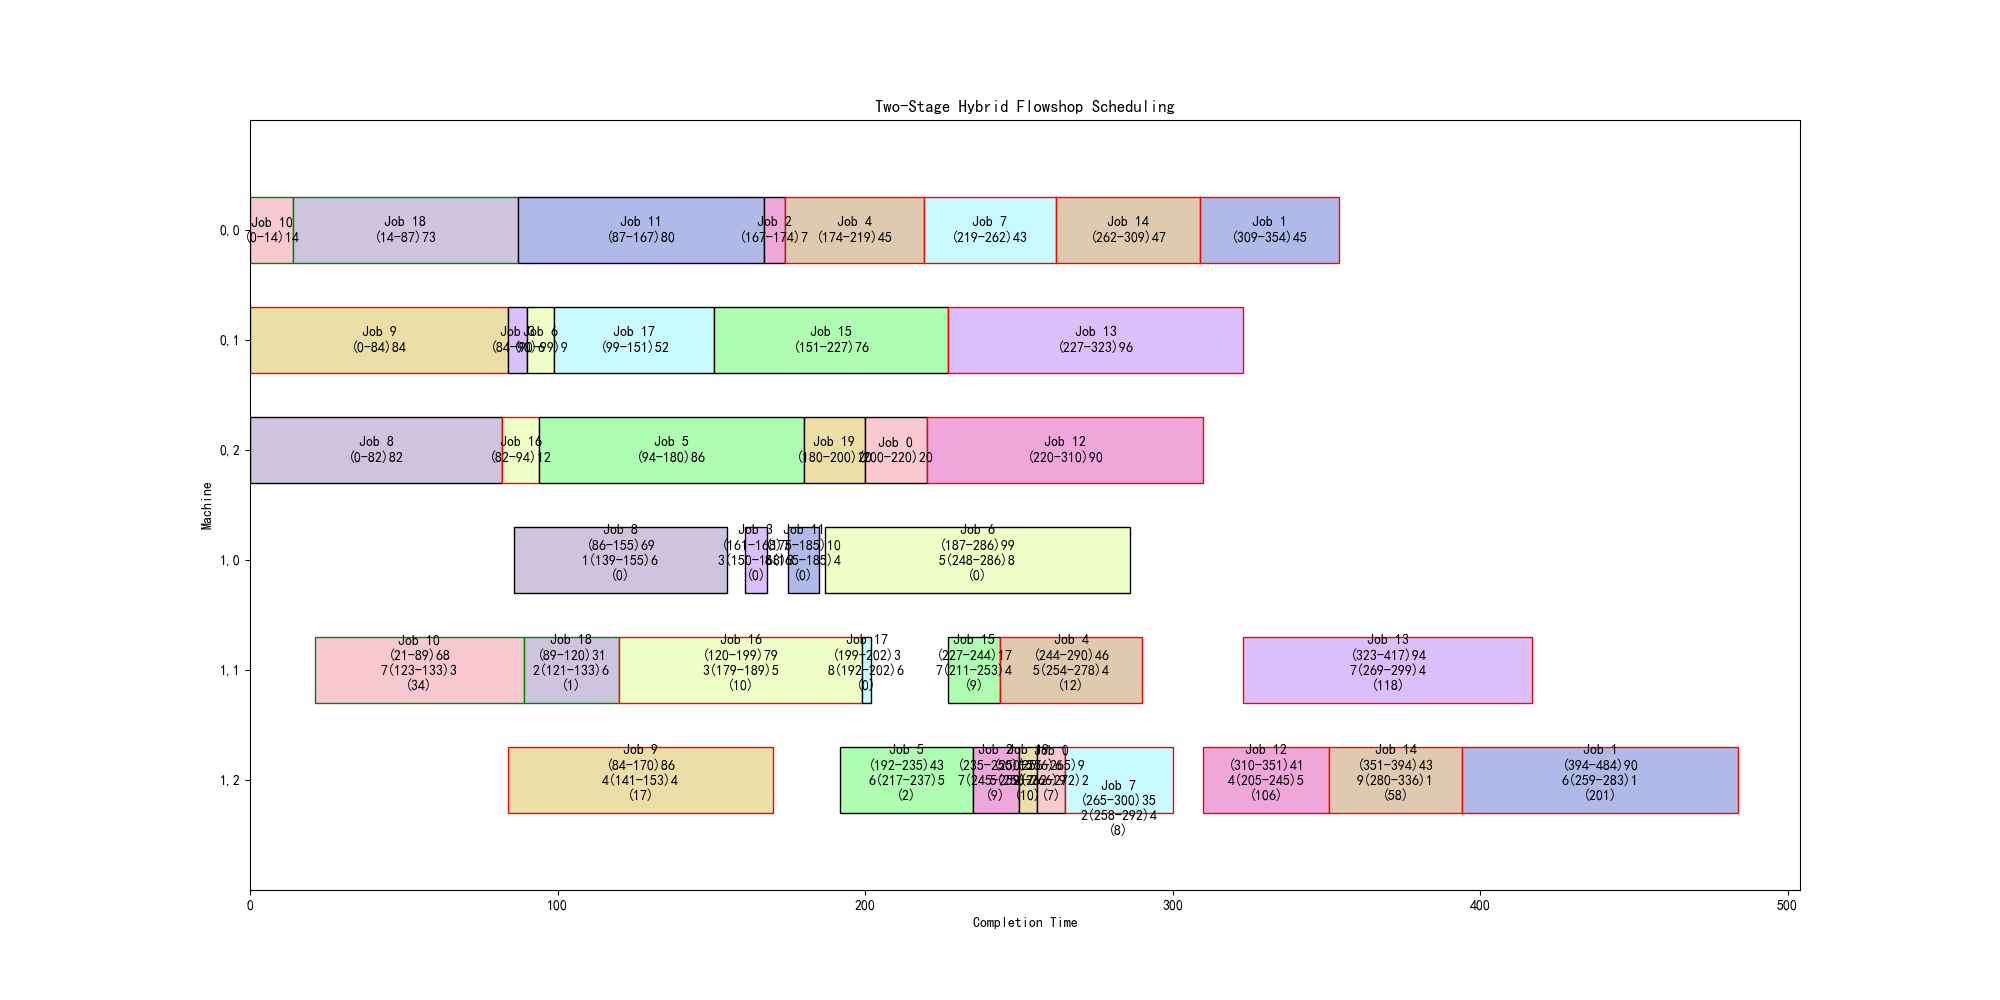 Two-Stage Hybrid Flowshop Scheduling
Machine
0,0
Job 10
(0-14)14
Job 18
(14-87)73
Job 11
(87-167)80
Job 2
(167-174)7
Job 4
(174-219)45
Job 7
(219-262)43
Job 14
(262-309)47
Job 1
(309-354)45
0,1
Job 9
(0-84)84
Job 3
(84-90)6
Job 6
(90-99)9
Job 17
(99-151)52
Job 15
(151-227)76
Job 13
(227-323)96
0,2
Job 8
(0-82)82
Job 16
(82-94)12
Job 5
(94-180)86
Job 19
(180-200)20
Job 0
(200-220)20
Job 12
(220-310)90
1,0
Job 8
(86-155)69
1(139-155)6
(0)
Job 3
(161-168)7
(0)
Job 11
(175-185)10
(0)
Job 6
(187-286)99
5(248-286)8
(0)
1,1
Job 10
(21-89)68
7(123-133)3
(34)
Job 18
(89-120)31
2(121-133)6
(1)
Job 16
(120-199)79
3(179-189)5
(10)
Job 17
(199-202)3
8(192-202)6
(0)
Job 15
(227-244)17
7(211-253)4
(9)
Job 4
(244-290)46
5(254-278)4
(12)
Job 13
(323-417)94
7(269-299)4
(118)
1,2
Job 9
(84-170)86
4(141-153)4
(17)
Job 5
(192-235)43
6(217-237)5
(2)
Job 2
(9)
Job 19
(10)
Job 0
(256-265)9
(7)
Job 7
(265-300)35
2(258-292)4
(8)
Job 12
(310-351)41
4(205-245)5
(106)
Job 14
(351-394)43
9(280-336)1
(58)
Job 1
(394-484)90
6(259-283)1
(201)
0
100
200
300
400
500
Completion Time